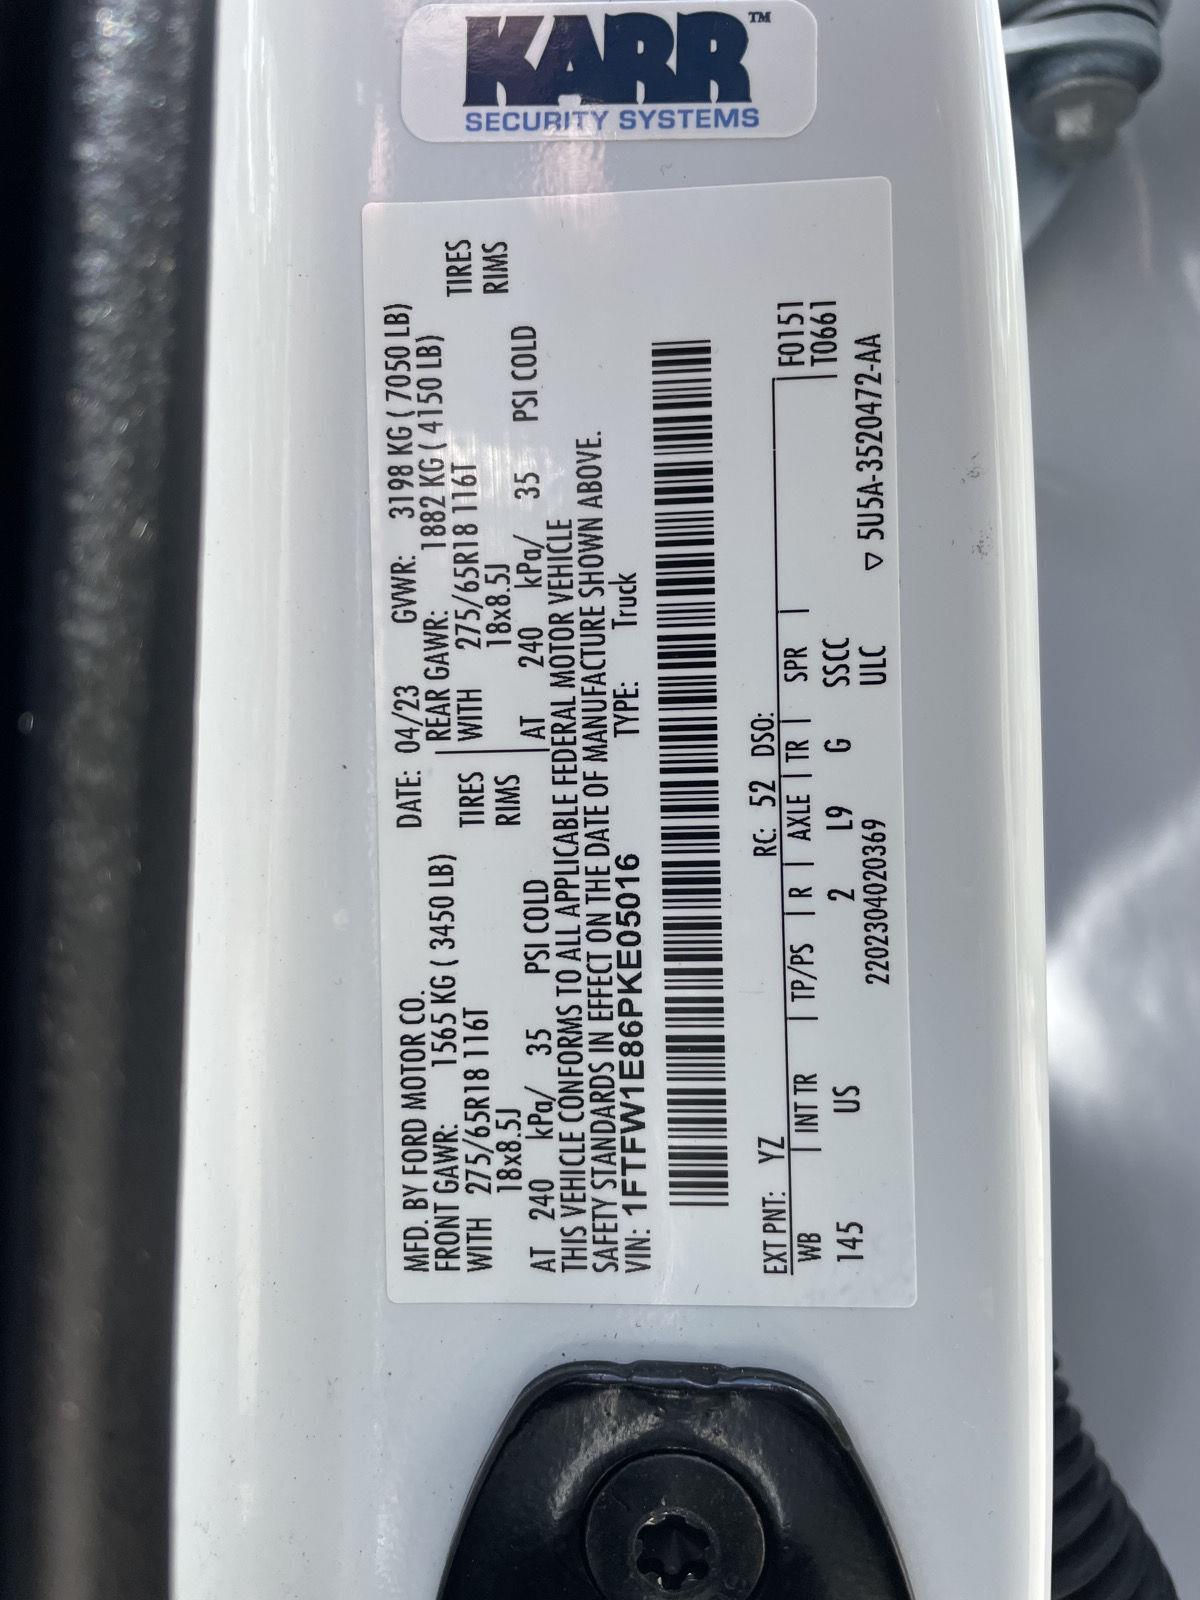 KARR™
SECURITY SYSTEMS
MFD. BY FORD MOTOR CO. DATE: 04/23 GVWR: 3198 KG ( 7050 LB)
FRONT GAWR: 1565 KG ( 3450 LB) REAR GAWR: 1882 KG ( 4150 LB)
WITH 275/65R18 116T TIRES WITH 275/65R18 116T TIRES
18x8.5J RIMS 18x8.5J RIMS
AT 240 kPa/ 35 PSI COLD AT 240 kPa/ 35 PSI COLD
THIS VEHICLE CONFORMS TO ALL APPLICABLE FEDERAL MOTOR VEHICLE
SAFETY STANDARDS IN EFFECT ON THE DATE OF MANUFACTURE SHOWN ABOVE.
VIN: 1FTFW1E86PKE05016 TYPE: Truck
EXT PNT: YZ RC: 52 DSO:
WB INT TR TP/PS R AXLE TR SPR F0151
145 US 2 L9 G SSCC T0661
2202304020369 ULC ▽ 5U5A-3520472-AA